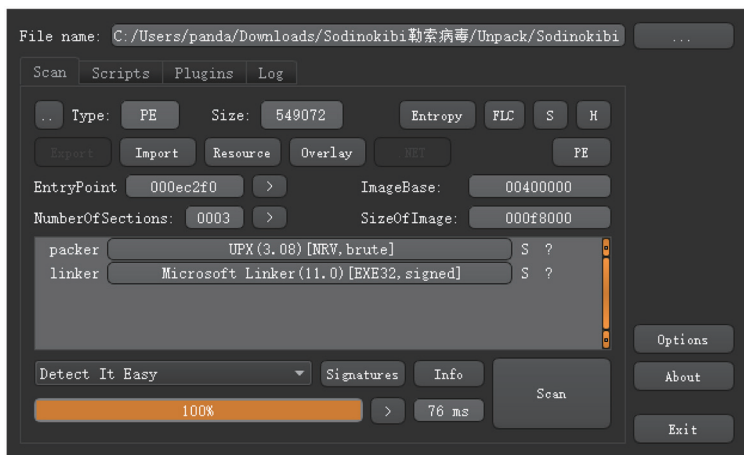 File name: C:/Users/panda/Downloads/Sodinokibi勒索病毒/Unpack/Sodinokibi ...
Scan Scripts Plugins Log
.. Type: PE Size: 549072 Entropy FLC S H
Export Import Resource Overlay .NET PE
EntryPoint 000ec2f0 > ImageBase: 00400000
NumberOfSections: 0003 > SizeOfImage: 000f8000
packer UPX(3.08)[NRV,brute] S ?
linker Microsoft Linker(11.0)[EXE32,signed] S ?
Options
Detect It Easy Signatures Info Scan About
100% > 76 ms
Exit